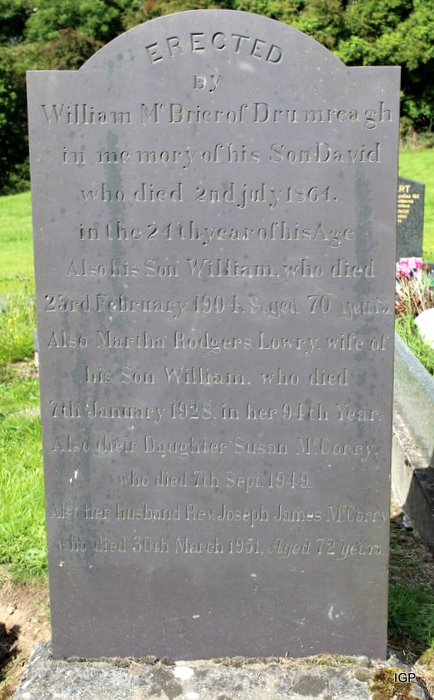 ERECTED
BY
William McBrier of Drumreagh
in memory of his Son David
who died 2nd july 1864.
in the 24th year of his Age
Also his Son William, who died
23rd February 1904. Aged 70 years.
Also Martha Rodgers Lowry, wife of
his Son William, who died
7th January 1928, in her 94th Year.
Also their Daughter Susan McCorry,
who died 7th Sept. 1949.
Also her husband Rev. Joseph James McCorry
who died 30th March 1951, Aged 72 years
IGP